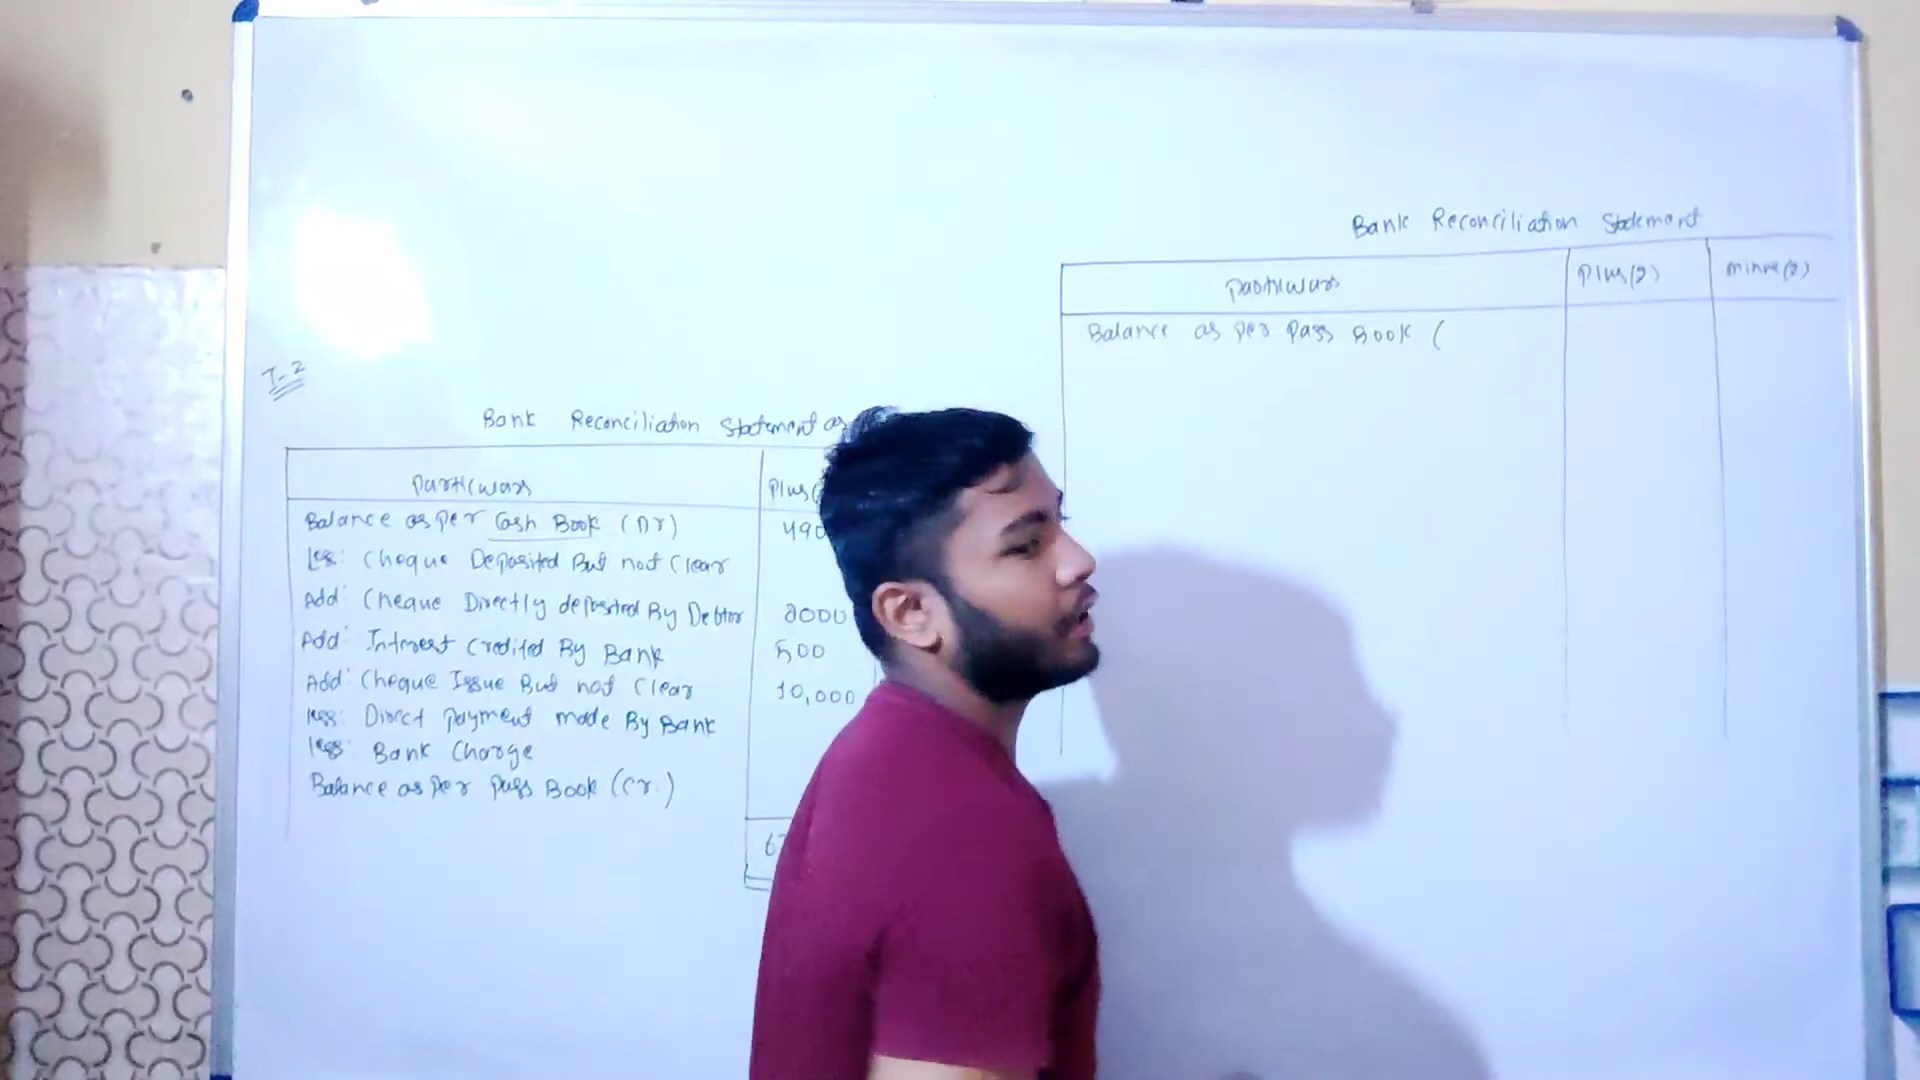 Bank Reconciliation Statement
Particulars Plus(₹) minus(₹)
Balance as per Pass Book (
T-2
Bank Reconciliation Statement as
Particulars Plus(
Balance as per Cash Book (Dr) 490
Less: Cheque Deposited But not Clear
Add: Cheque Directly deposited By Debtor 2000
Add: Interest Credited By Bank 500
Add: Cheque Issue But not Clear 10,000
less: Direct payment made By Bank
less: Bank Charge
Balance as per Pass Book (Cr.)
6